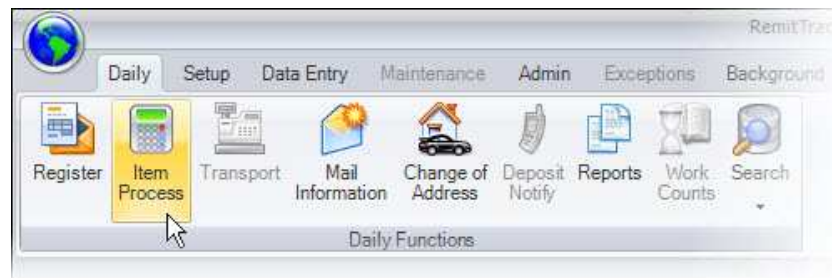 Daily Setup Data Entry Maintenance Admin Exceptions Background
Register Item Process Transport Mail Information Change of Address Deposit Notify Reports Work Counts Search
Daily Functions